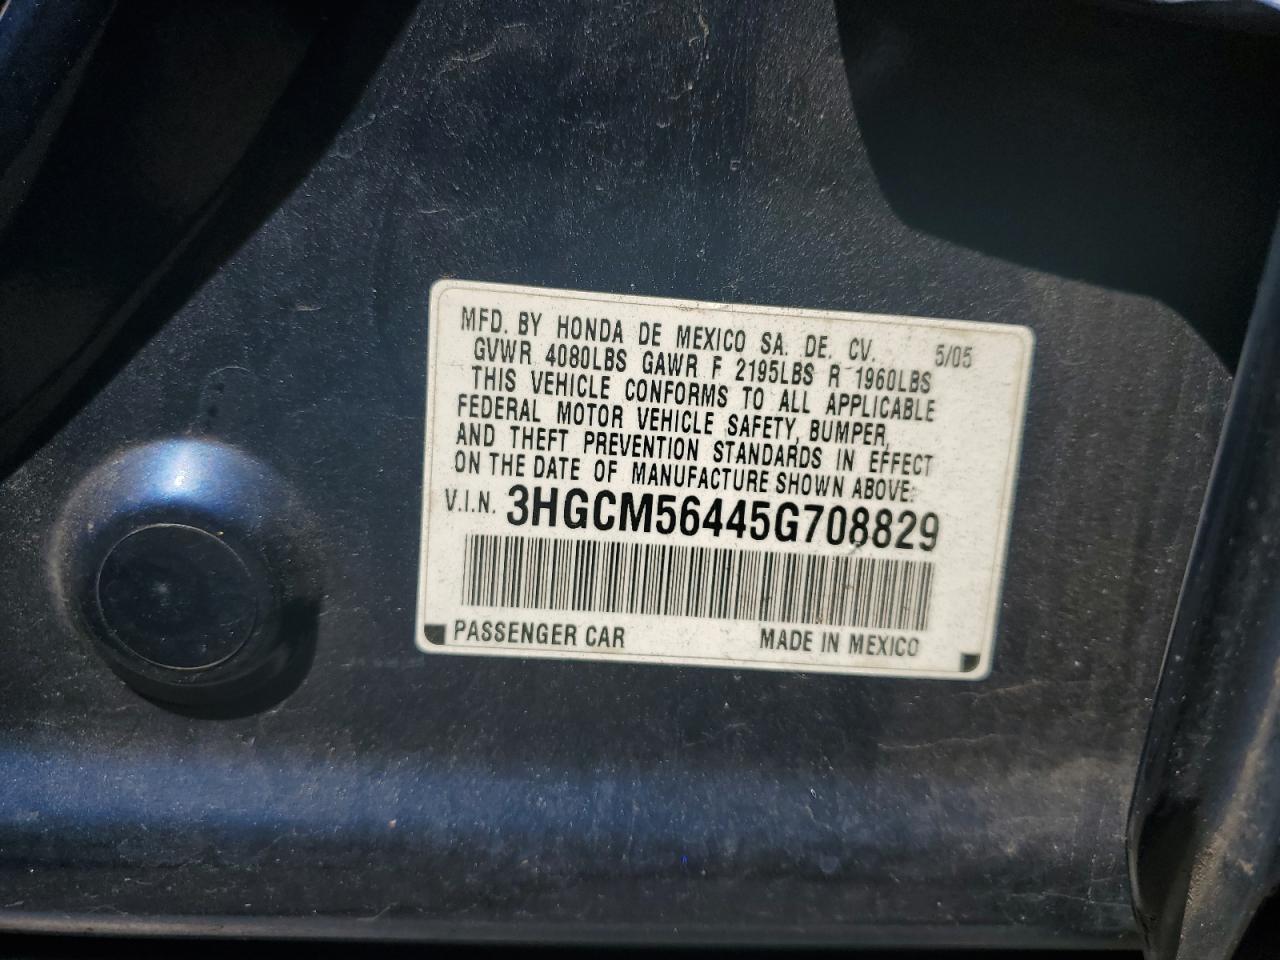 MFD. BY HONDA DE MEXICO SA. DE. CV. 5/05
GVWR 4080LBS GAWR F 2195LBS R 1960LBS
THIS VEHICLE CONFORMS TO ALL APPLICABLE
FEDERAL MOTOR VEHICLE SAFETY, BUMPER,
AND THEFT PREVENTION STANDARDS IN EFFECT
ON THE DATE OF MANUFACTURE SHOWN ABOVE.
V.I.N. 3HGCM56445G708829
PASSENGER CAR MADE IN MEXICO